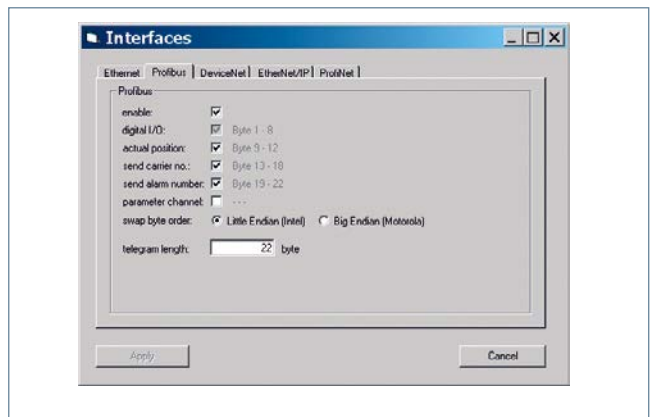 Interfaces
Ethernet Profibus DeviceNet EtherNet/IP ProfiNet
Profibus
enable:
digital I/O: Byte 1 - 8
actual position: Byte 9 - 12
send carrier no.: Byte 13 - 18
send alarm number: Byte 19 - 22
parameter channel: - - -
swap byte order: Little Endian (Intel) Big Endian (Motorola)
telegram length: 22 byte
Apply Cancel